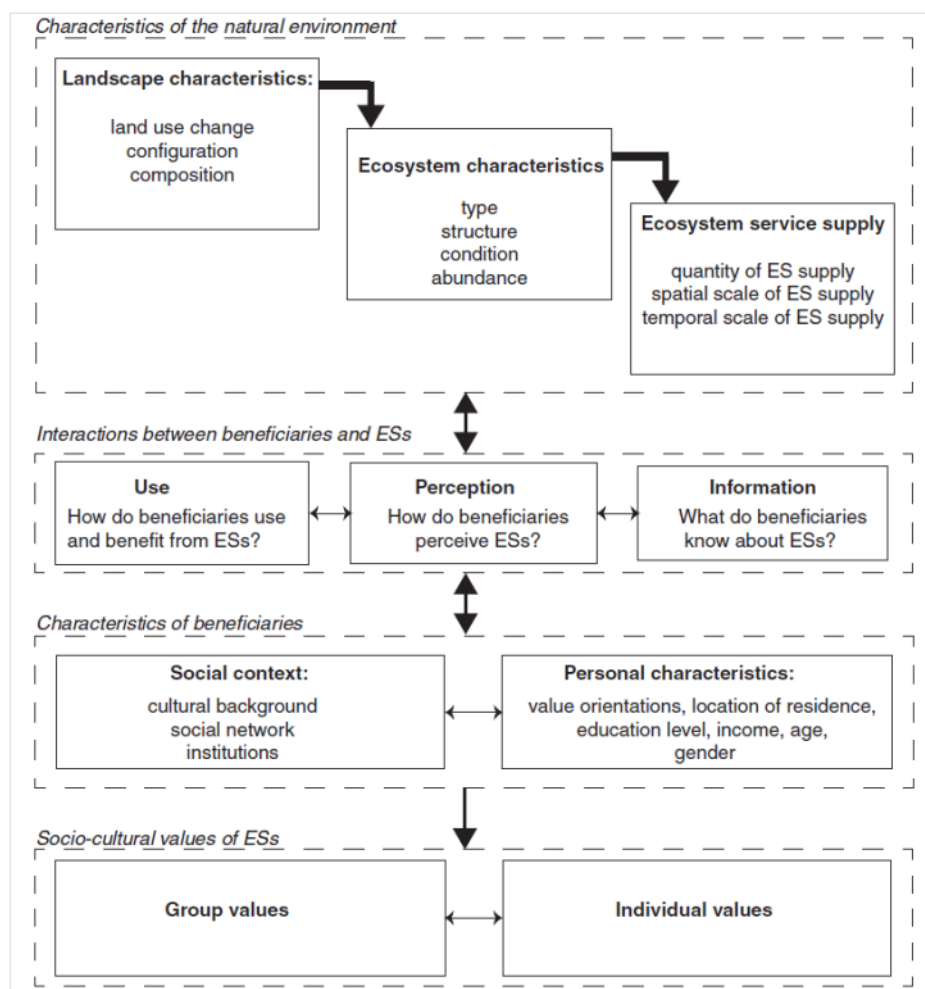 Characteristics of the natural environment
Landscape characteristics:
land use change
configuration
composition
Ecosystem characteristics
type
structure
condition
abundance
Ecosystem service supply
quantity of ES supply
spatial scale of ES supply
temporal scale of ES supply
Interactions between beneficiaries and ESs
Use
How do beneficiaries use
and benefit from ESs?
Perception
How do beneficiaries
perceive ESs?
Information
What do beneficiaries
know about ESs?
Characteristics of beneficiaries
Social context:
cultural background
social network
institutions
Personal characteristics:
value orientations, location of residence,
education level, income, age,
gender
Socio-cultural values of ESs
Group values
Individual values